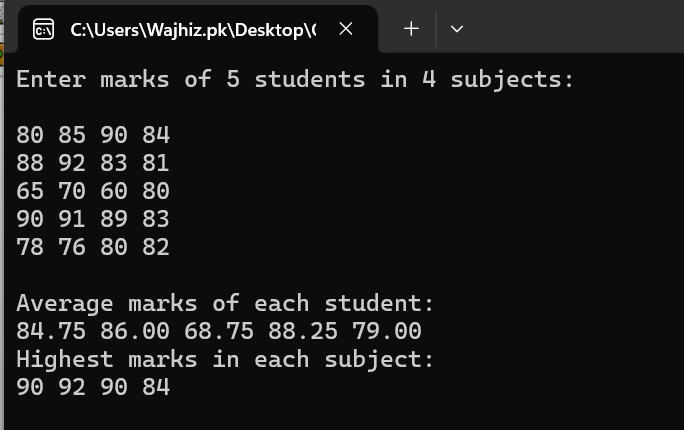 C:\Users\Wajhiz.pk\Desktop\
Enter marks of 5 students in 4 subjects:
80 85 90 84
88 92 83 81
65 70 60 80
90 91 89 83
78 76 80 82
Average marks of each student:
84.75 86.00 68.75 88.25 79.00
Highest marks in each subject:
90 92 90 84